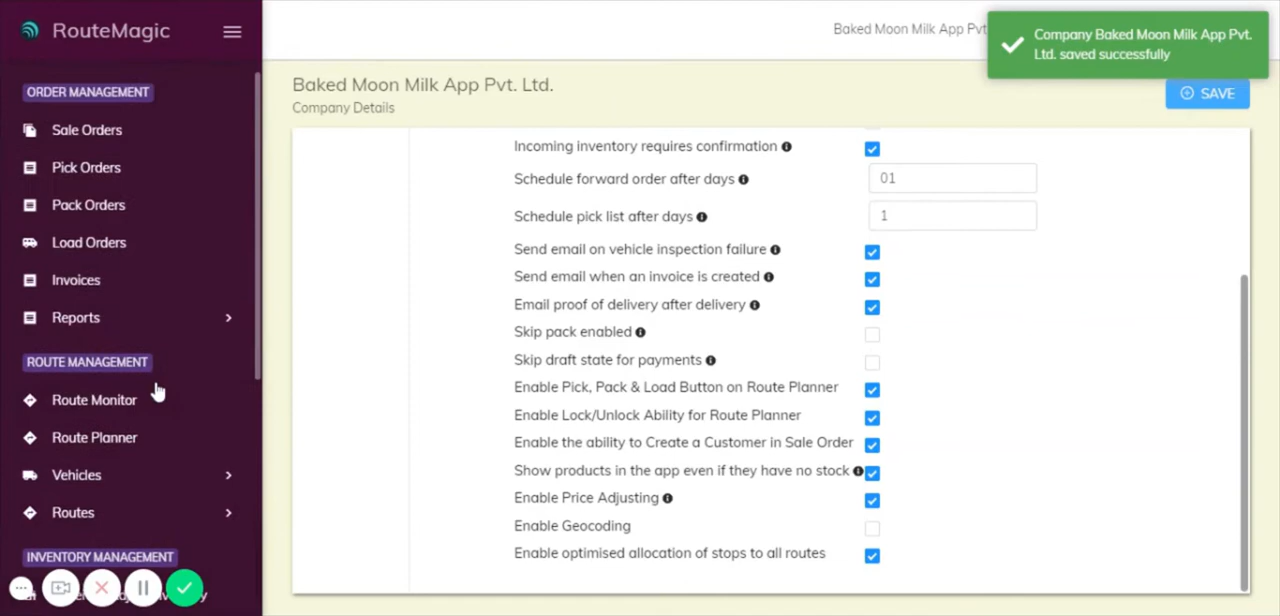 RouteMagic
ORDER MANAGEMENT
Sale Orders
Pick Orders
Pack Orders
Load Orders
Invoices
Reports
ROUTE MANAGEMENT
Route Monitor
Route Planner
Vehicles
Routes
INVENTORY MANAGEMENT
Baked Moon Milk App Pvt
Company Baked Moon Milk App Pvt.
Ltd. saved successfully
Baked Moon Milk App Pvt. Ltd.
Company Details
SAVE
Incoming inventory requires confirmation
Schedule forward order after days 01
Schedule pick list after days 1
Send email on vehicle inspection failure
Send email when an invoice is created
Email proof of delivery after delivery
Skip pack enabled
Skip draft state for payments
Enable Pick, Pack & Load Button on Route Planner
Enable Lock/Unlock Ability for Route Planner
Enable the ability to Create a Customer in Sale Order
Show products in the app even if they have no stock
Enable Price Adjusting
Enable Geocoding
Enable optimised allocation of stops to all routes